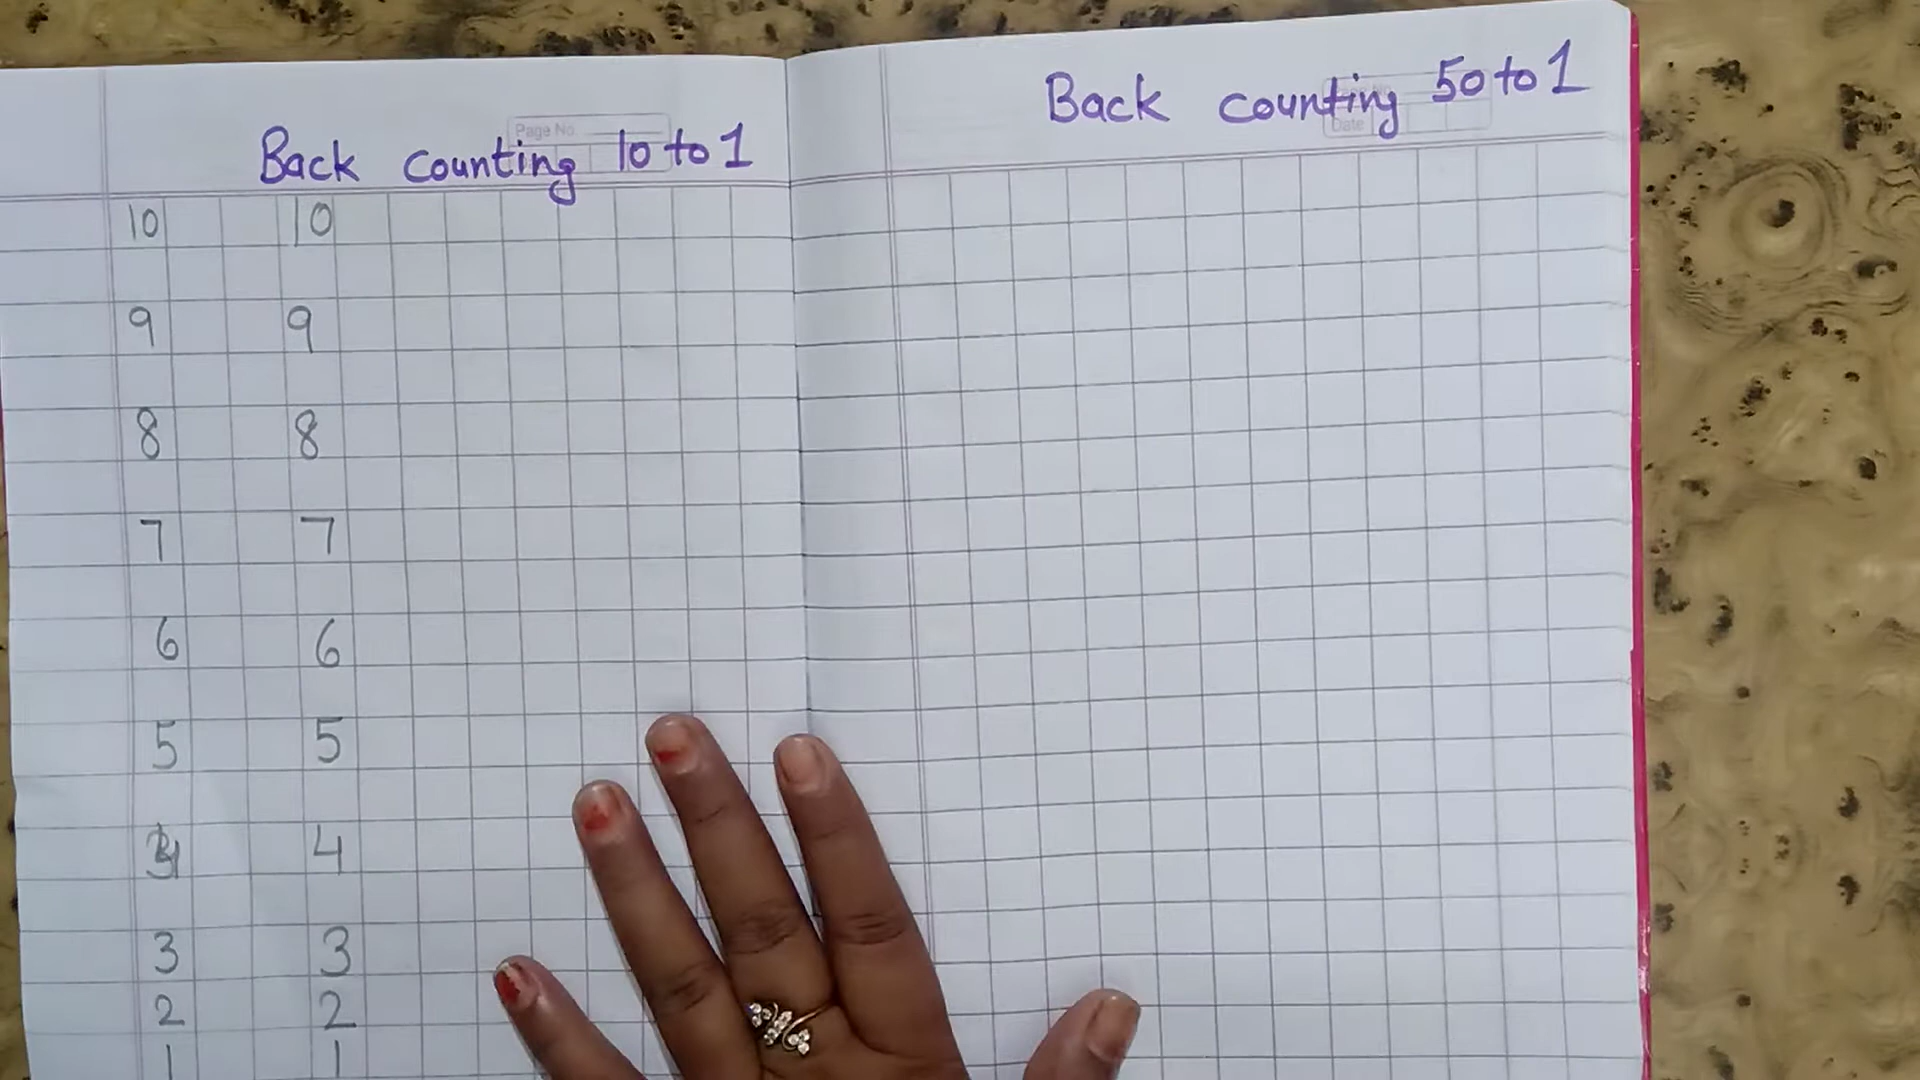 Back counting 10 to 1
Page No.
10 10
9 9
8 8
7 7
6 6
5 5
4
3 3
2 2
1 1
Back counting 50 to 1
Date